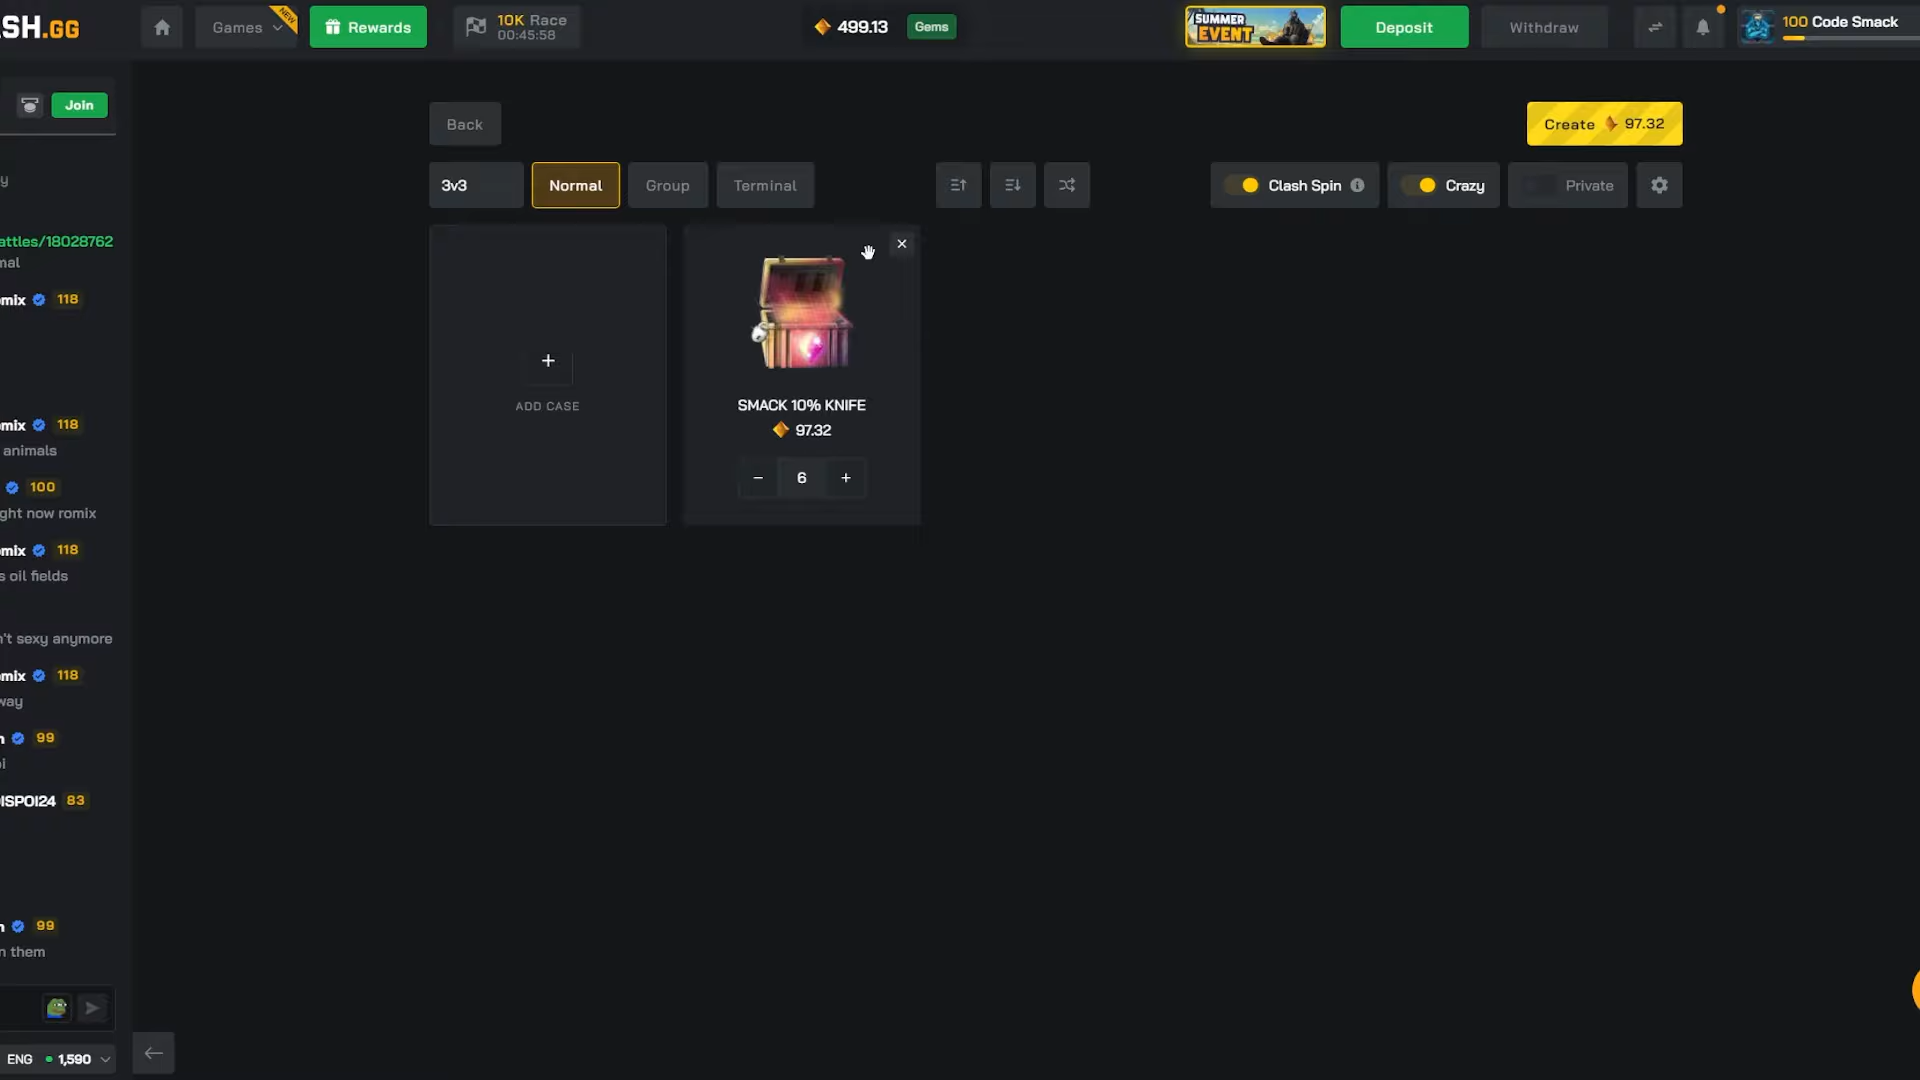 SH.GG
Games
NEW
Rewards
10K Race
00:45:58
499.13
Gems
SUMMER
EVENT
Deposit
Withdraw
100 Code Smack
Join
Back
Create 97.32
3v3
Normal
Group
Terminal
Clash Spin
Crazy
Private
+
ADD CASE
SMACK 10% KNIFE
97.32
− 6 +
y
attles/18028762
mal
mix 118
mix 118
animals
100
ght now romix
mix 118
s oil fields
n't sexy anymore
mix 118
way
n 99
oi
ISPOI24 83
n 99
n them
ENG 1,590